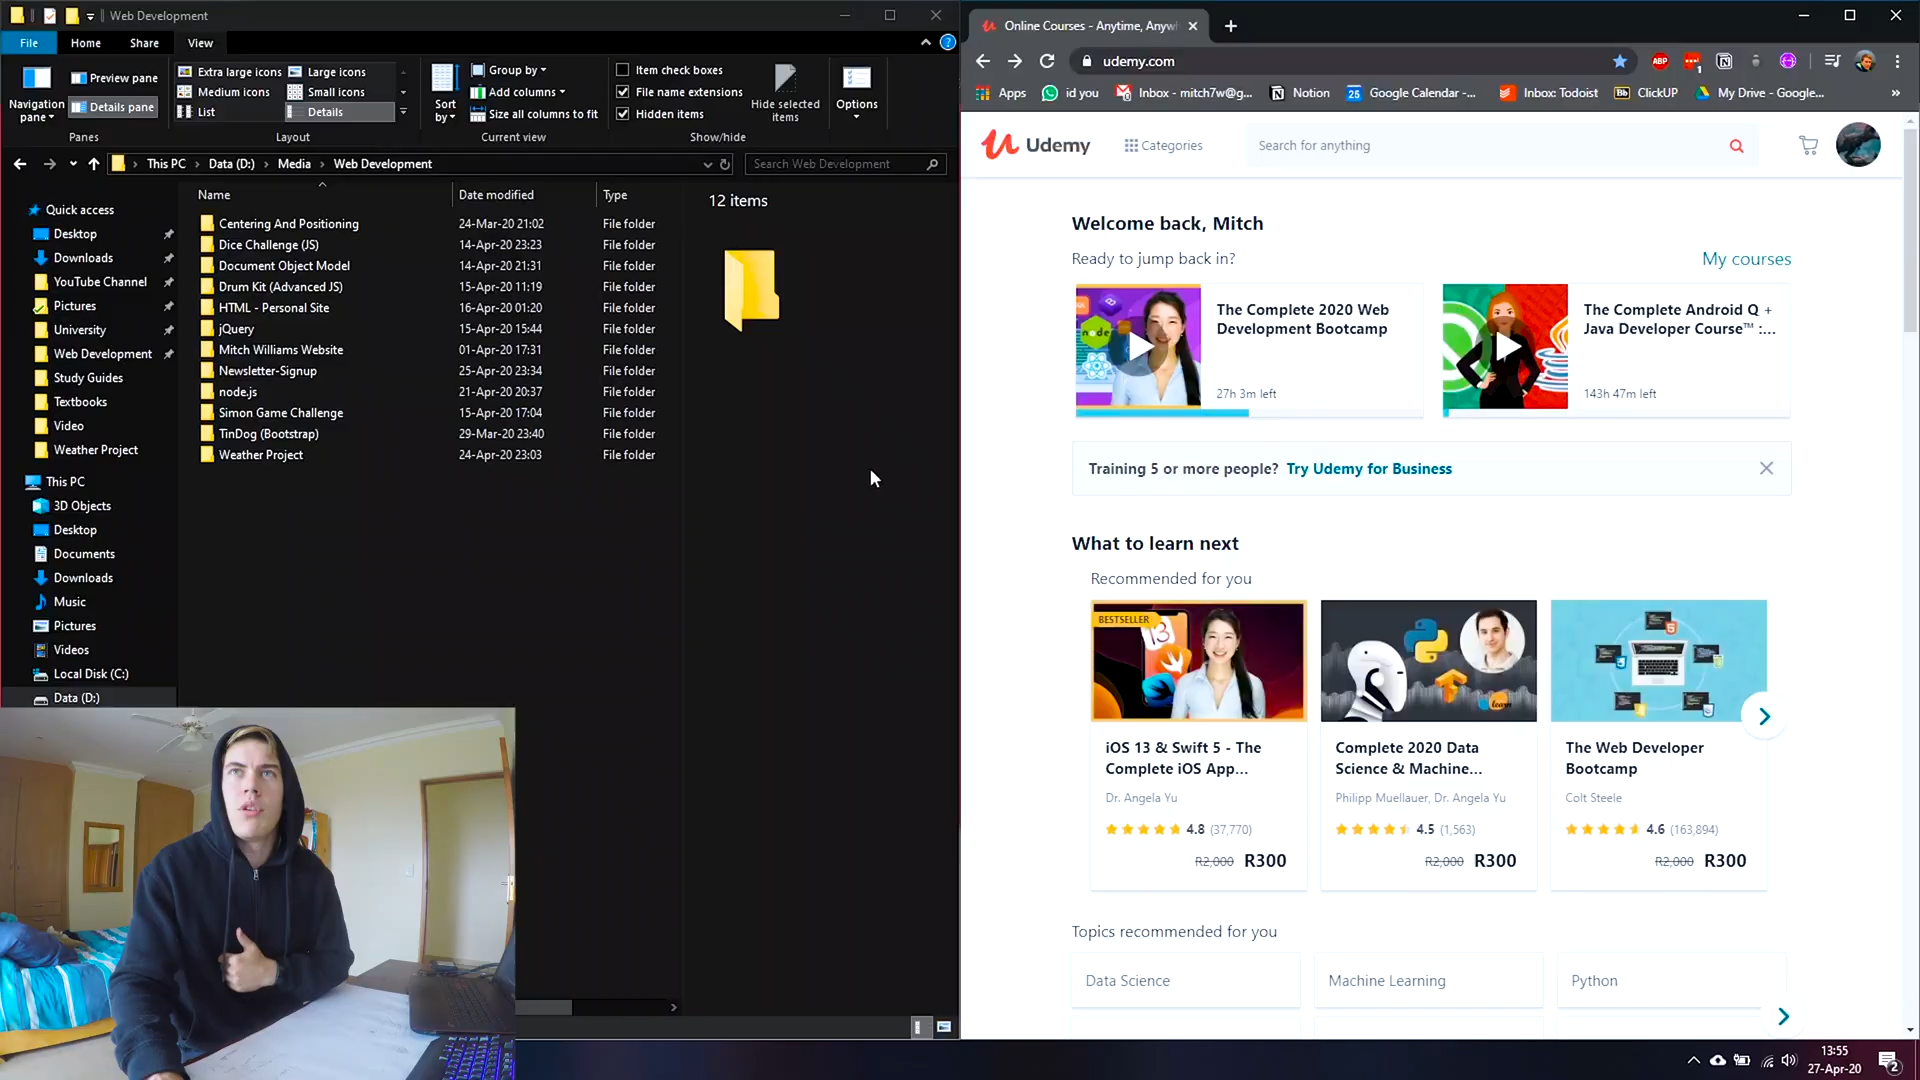 Web Development
File
Home
Share
View
Navigation pane
Preview pane
Details pane
Panes
Extra large icons
Large icons
Medium icons
Small icons
List
Details
Layout
Sort by
Group by
Add columns
Size all columns to fit
Current view
Item check boxes
File name extensions
Hidden items
Hide selected items
Show/hide
Options
This PC › Data (D:) › Media › Web Development
Search Web Development
Name
Date modified
Type
Centering And Positioning 24-Mar-20 21:02 File folder
Dice Challenge (JS) 14-Apr-20 23:23 File folder
Document Object Model 14-Apr-20 21:31 File folder
Drum Kit (Advanced JS) 15-Apr-20 11:19 File folder
HTML - Personal Site 16-Apr-20 01:20 File folder
jQuery 15-Apr-20 15:44 File folder
Mitch Williams Website 01-Apr-20 17:31 File folder
Newsletter-Signup 25-Apr-20 23:34 File folder
node.js 21-Apr-20 20:37 File folder
Simon Game Challenge 15-Apr-20 17:04 File folder
TinDog (Bootstrap) 29-Mar-20 23:40 File folder
Weather Project 24-Apr-20 23:03 File folder
12 items
Quick access
Desktop
Downloads
YouTube Channel
Pictures
University
Web Development
Study Guides
Textbooks
Video
Weather Project
This PC
3D Objects
Desktop
Documents
Downloads
Music
Pictures
Videos
Local Disk (C:)
Data (D:)
Online Courses - Anytime, Anyw
udemy.com
ABP
1
Apps
id you
Inbox - mitch7w@g...
Notion
25
Google Calendar -...
Inbox: Todoist
Bb
ClickUP
My Drive - Google...
»
Udemy
Categories
Search for anything
Welcome back, Mitch
Ready to jump back in?
My courses
node
The Complete 2020 Web
Development Bootcamp
27h 3m left
The Complete Android Q +
Java Developer Course™ :...
143h 47m left
Training 5 or more people? Try Udemy for Business
What to learn next
Recommended for you
BESTSELLER
13
iOS 13 & Swift 5 - The
Complete iOS App...
Dr. Angela Yu
4.8 (37,770)
R2,000 R300
learn
Complete 2020 Data
Science & Machine...
Philipp Muellauer, Dr. Angela Yu
4.5 (1,563)
R2,000 R300
The Web Developer
Bootcamp
Colt Steele
4.6 (163,894)
R2,000 R300
Topics recommended for you
Data Science
Machine Learning
Python
13:55
27-Apr-20
2